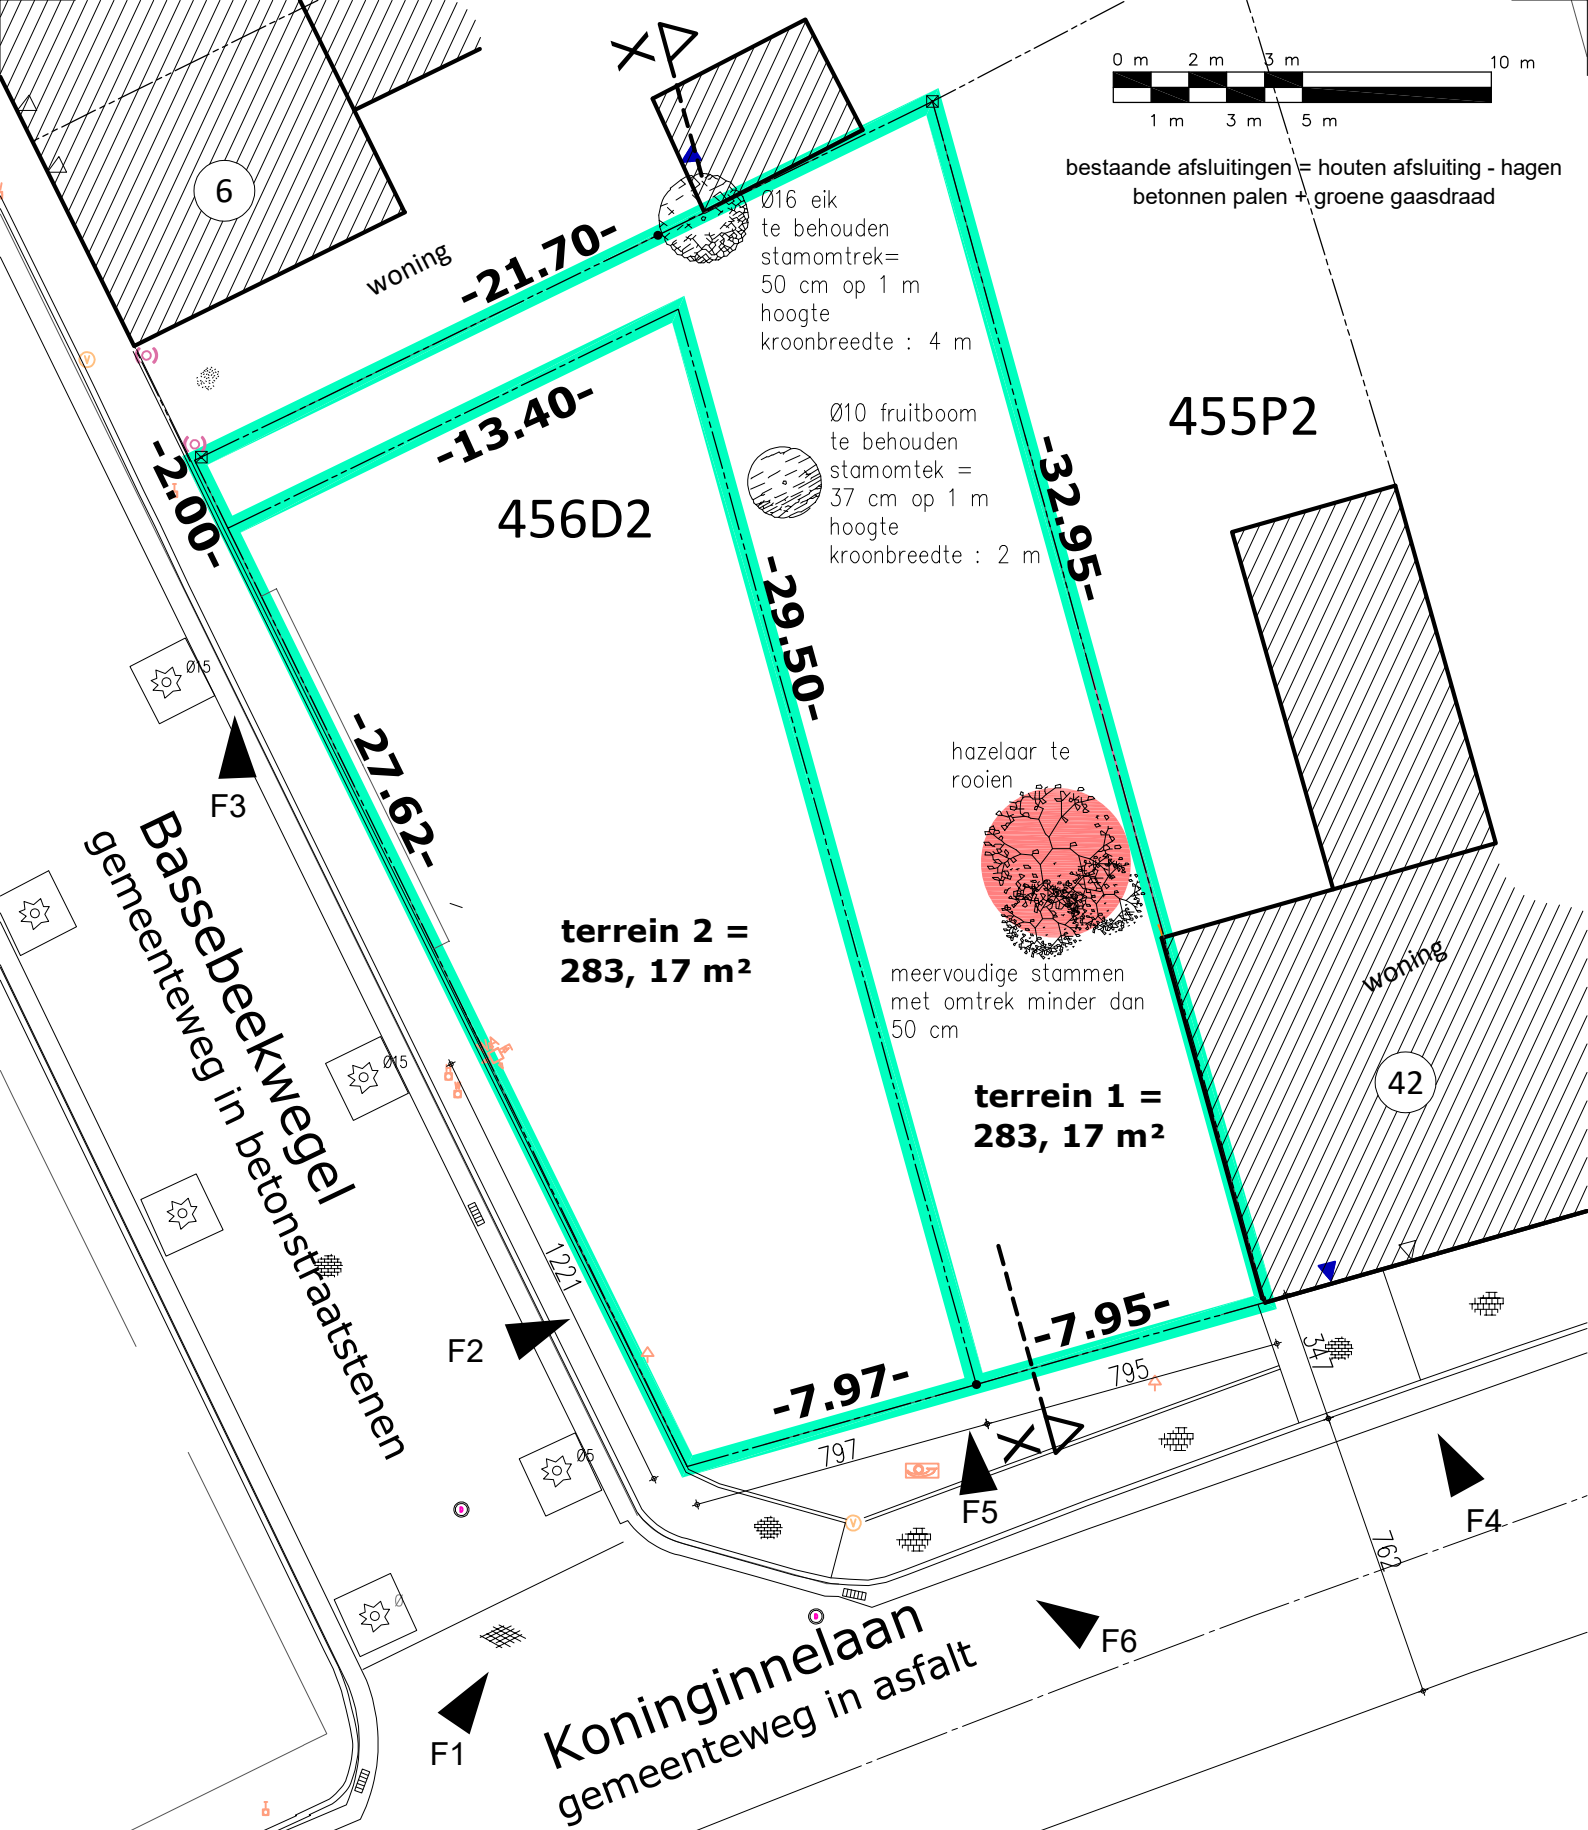 0 m
2 m
3 m
10 m
1 m
3 m
5 m
bestaande afsluitingen = houten afsluiting - hagen
betonnen palen + groene gaasdraad
X
6
woning
-21.70-
Ø16 eik
te behouden
stamomtrek=
50 cm op 1 m
hoogte
kroonbreedte : 4 m
-13.40-
-2.00-
456D2
455P2
Ø10 fruitboom
te behouden
stamomtek =
37 cm op 1 m
hoogte
kroonbreedte : 2 m
-32.95-
-29.50-
Ø15
F3
-27.62-
hazelaar te
rooien
terrein 2 =
283, 17 m²
meervoudige stammen
met omtrek minder dan
50 cm
woning
42
terrein 1 =
283, 17 m²
Bassebeekwegel
gemeenteweg in betonstraatstenen
Ø15
1221
F2
-7.95-
-7.97-
795
797
347
X
V
V
F5
F4
Ø5
Ø
762
F6
F1
Koninginnelaan
gemeenteweg in asfalt